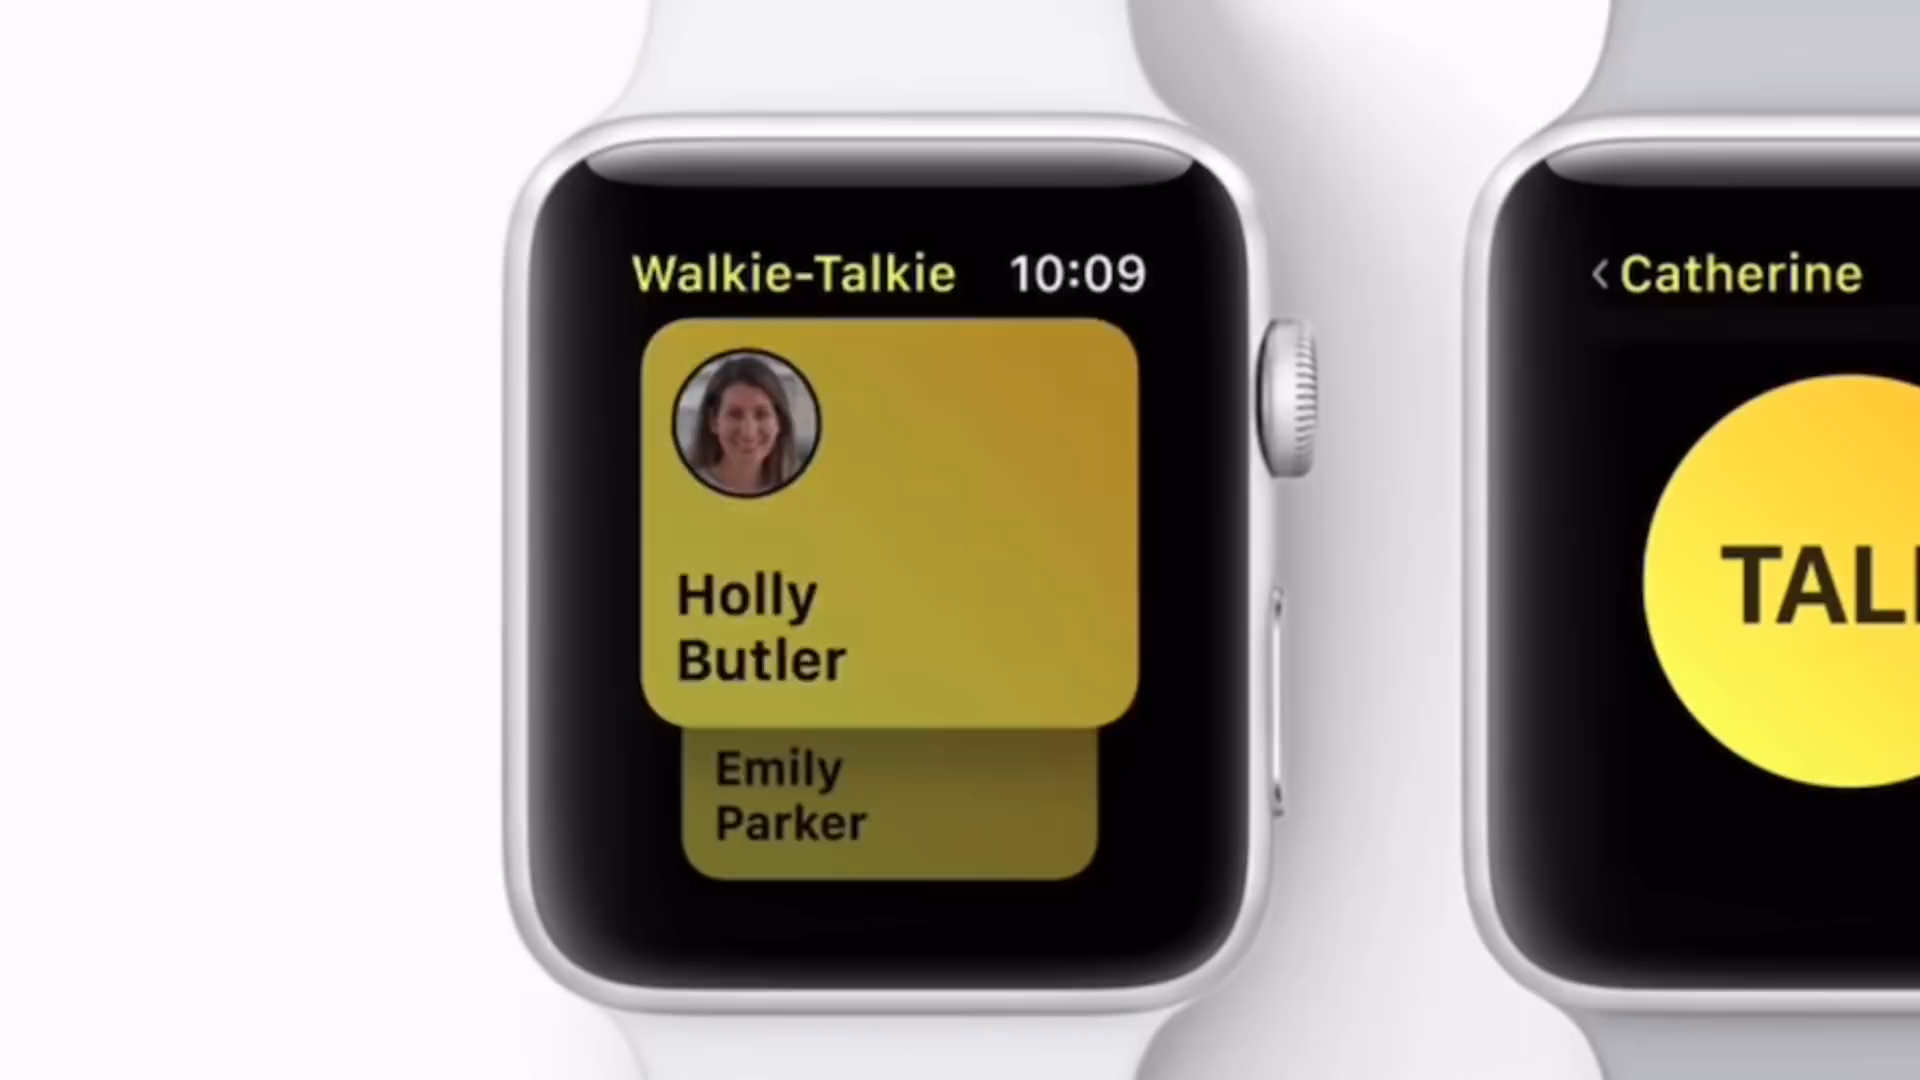 Walkie-Talkie 10:09
Holly
Butler
Emily
Parker
Catherine